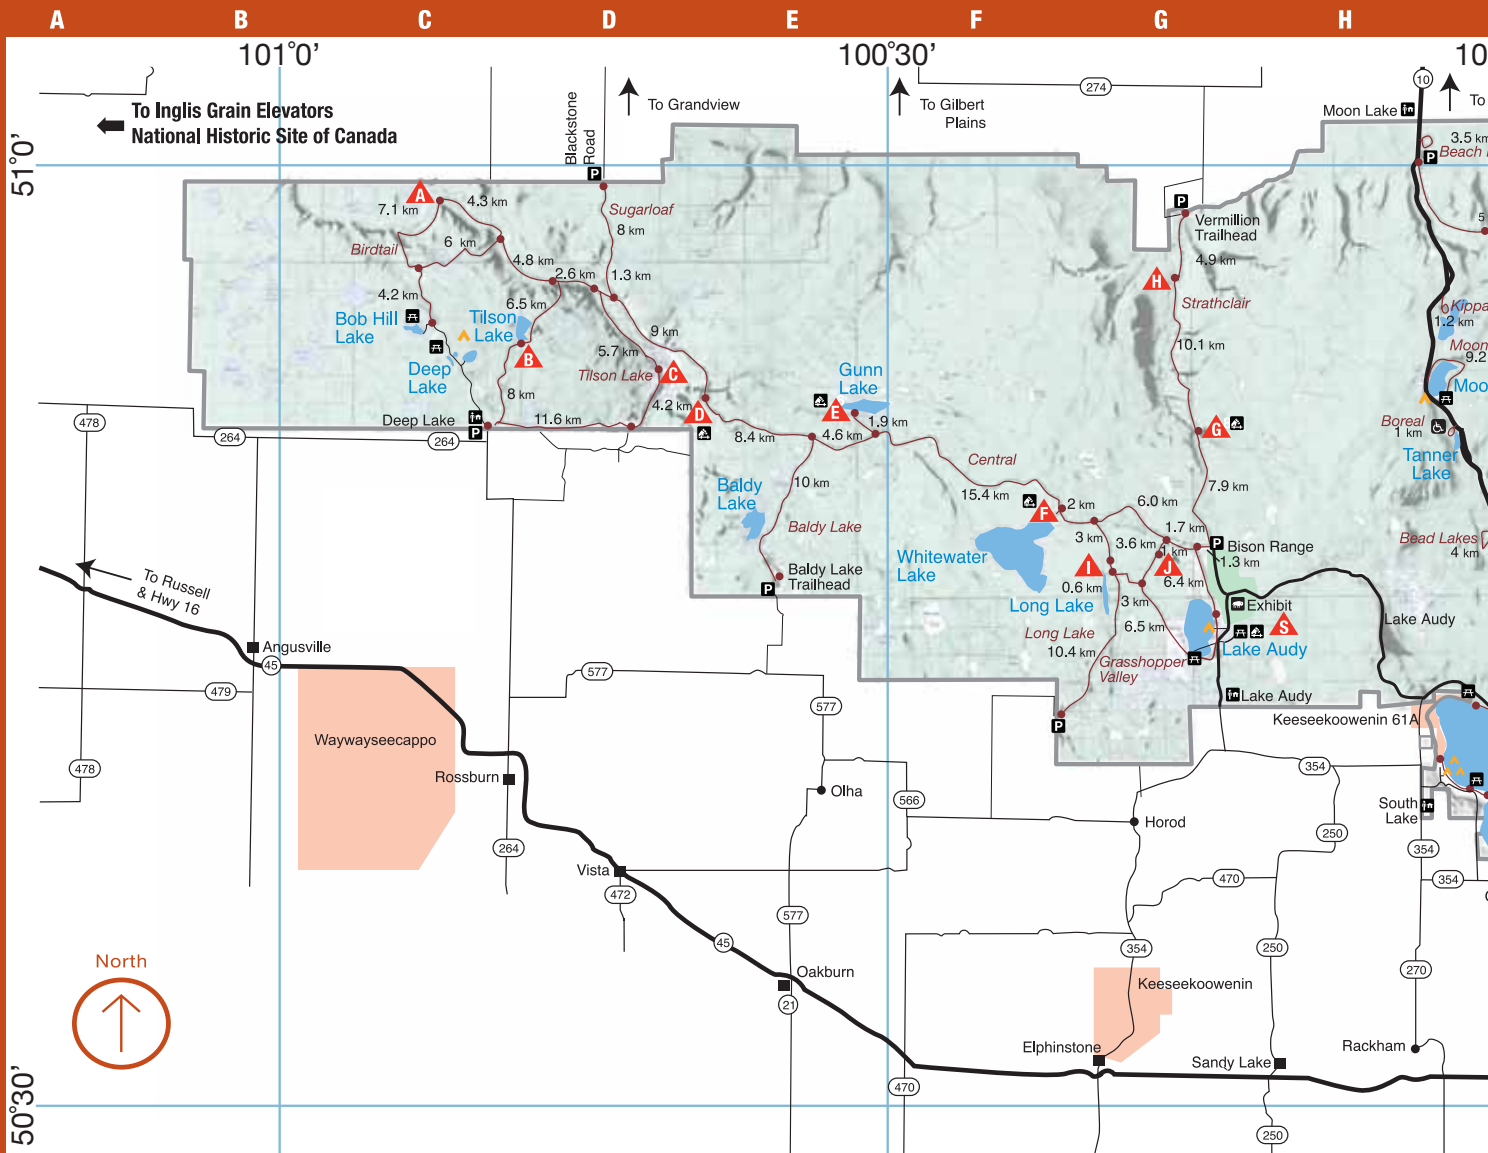 A B C D E F G H
101°0' 100°30' 10
51°0'
50°30'
To Inglis Grain Elevators
National Historic Site of Canada
Blackstone
Road
To Grandview
To Gilbert
Plains
274
Moon Lake
10
To
3.5 km
Beach
5
P
A
7.1 km
4.3 km
Birdtail
6 km
4.2 km
4.8 km
2.6 km
Sugarloaf
8 km
1.3 km
6.5 km
Bob Hill
Lake
Tilson
Lake
Deep
Lake
B
8 km
9 km
5.7 km
Tilson Lake
C
4.2 km
D
Deep Lake
P
11.6 km
8.4 km
E
Gunn
Lake
4.6 km
1.9 km
10 km
Baldy
Lake
Baldy Lake
Baldy Lake
Trailhead
P
Central
15.4 km
F
2 km
Whitewater
Lake
P
Vermillion
Trailhead
4.9 km
H
Strathclair
10.1 km
G
7.9 km
6.0 km
1.7 km
3 km
3.6 km
1 km
I
J
0.6 km
6.4 km
P
Bison Range
1.3 km
Long Lake
3 km
6.5 km
Long Lake
10.4 km
Grasshopper
Valley
P
Exhibit
S
Lake Audy
Lake Audy
Lake Audy
Kippa
1.2 km
Moon
9.2
Moo
Boreal
1 km
Tanner
Lake
Bead Lakes
4 km
Keeseekoowenin 61A
South
Lake
478
264
264
To Russell
& Hwy 16
Angusville
45
479
478
Waywayseecappo
Rossburn
264
577
577
Olha
566
Vista
472
577
45
Oakburn
21
Horod
354
250
354
354
470
354
250
270
Keeseekoowenin
Elphinstone
Sandy Lake
Rackham
470
250
North